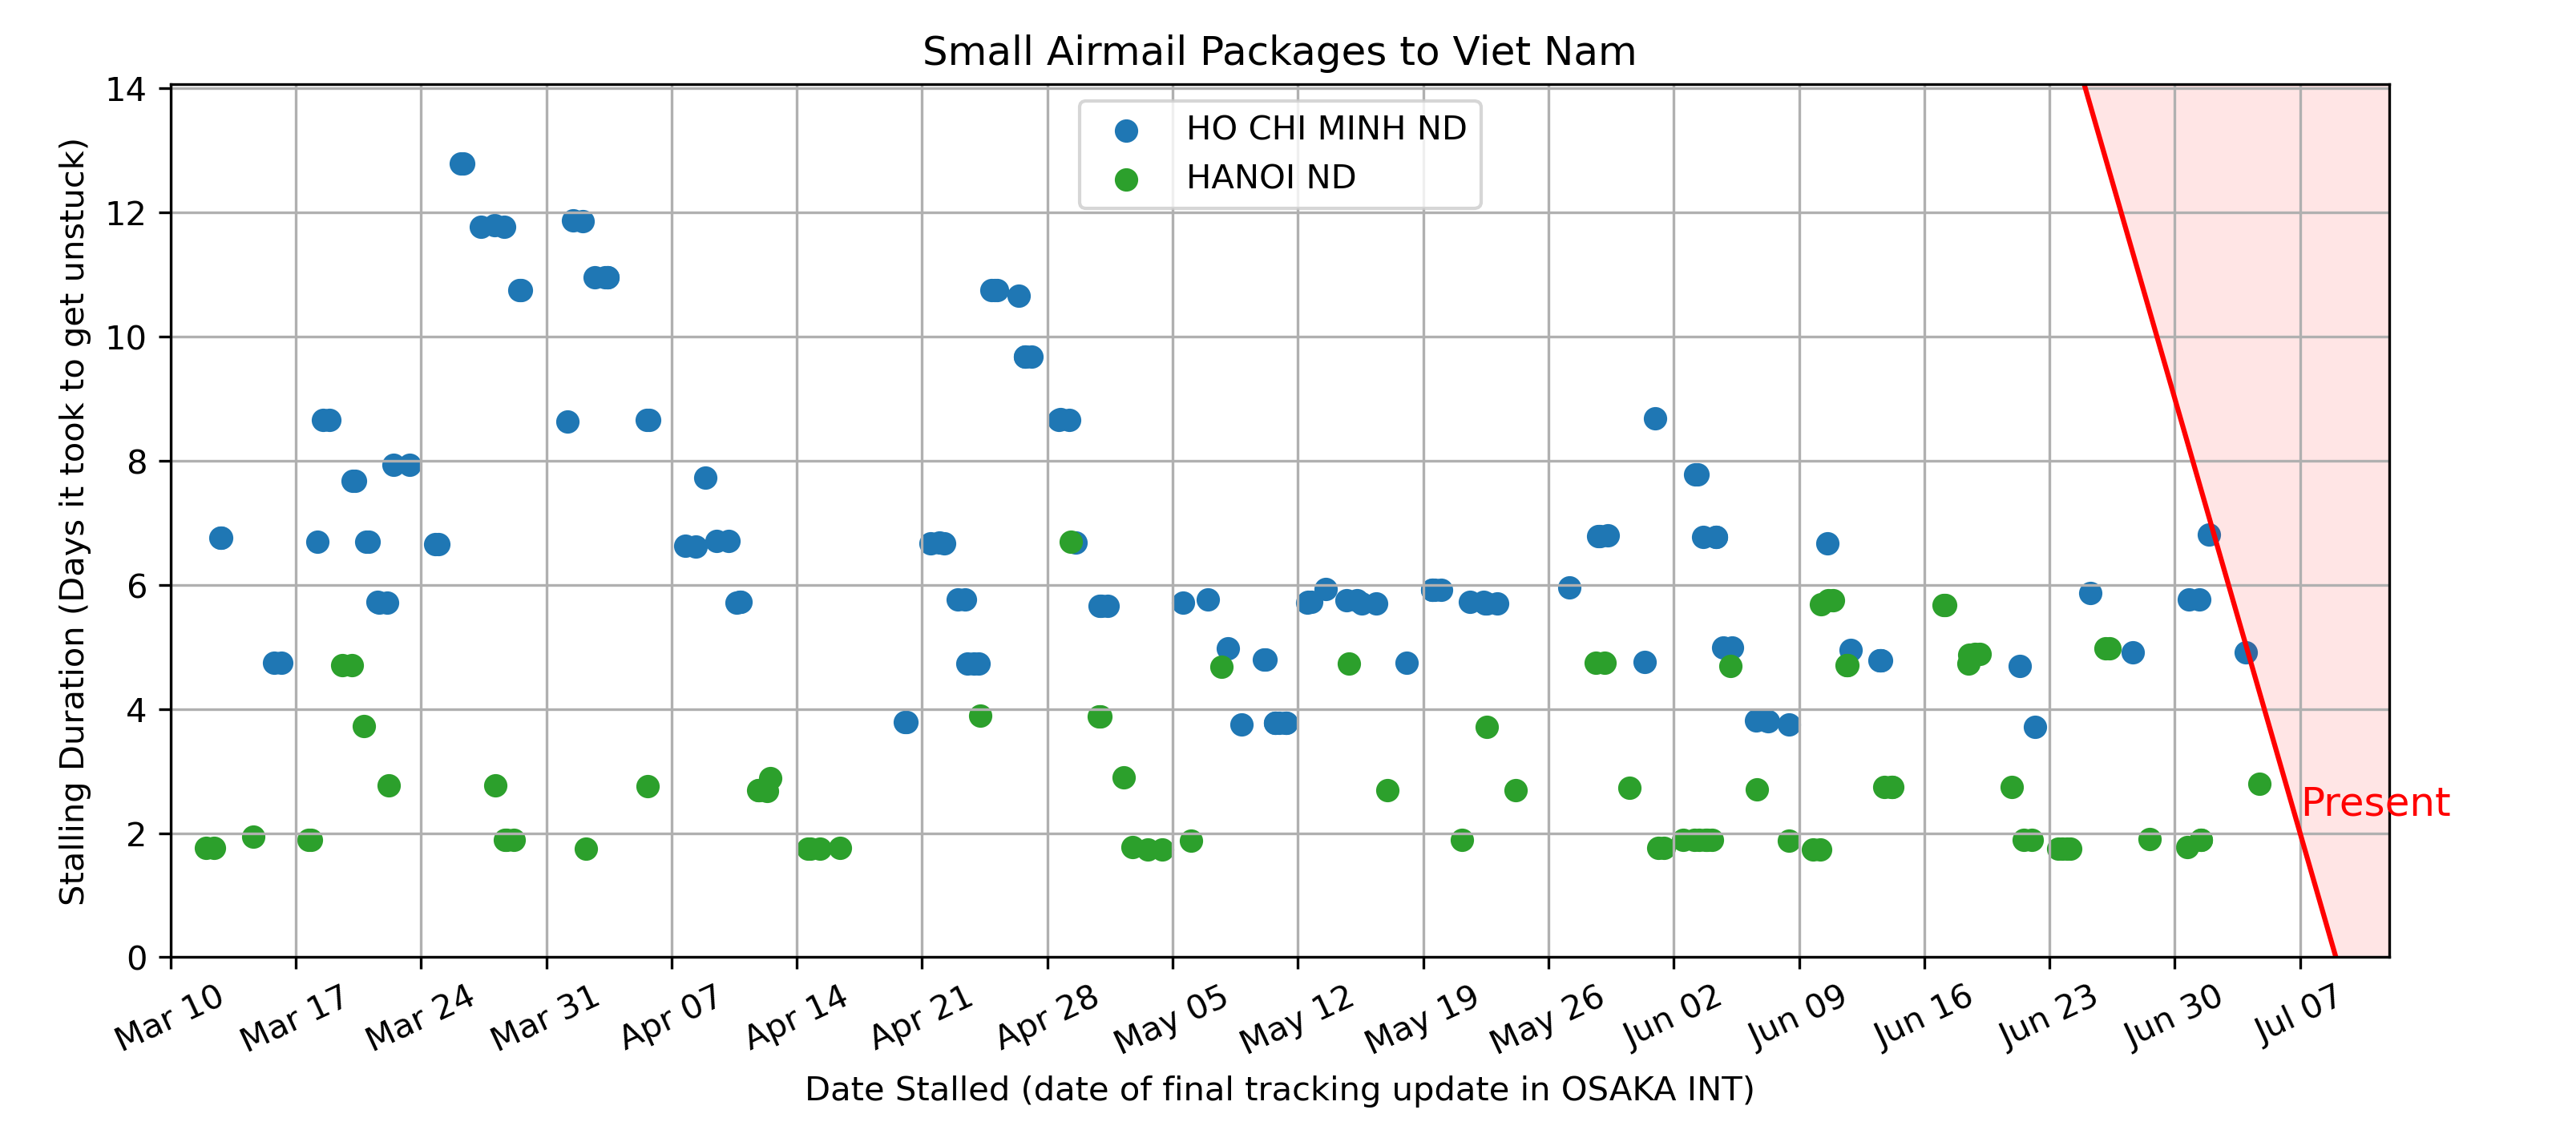 Small Airmail Packages to Viet Nam
HO CHI MINH ND
HANOI ND
14
12
10
8
6
4
2
0
Stalling Duration (Days it took to get unstuck)
Present
Mar 10
Mar 17
Mar 24
Mar 31
Apr 07
Apr 14
Apr 21
Apr 28
May 05
May 12
May 19
May 26
Jun 02
Jun 09
Jun 16
Jun 23
Jun 30
Jul 07
Date Stalled (date of final tracking update in OSAKA INT)